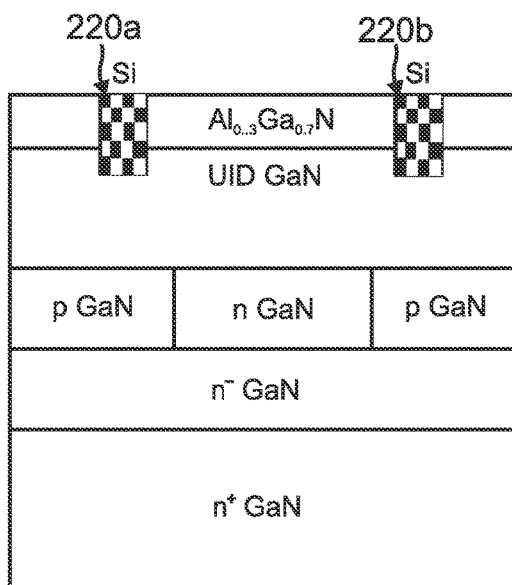 220a 220b
Si Si
Al₀..₃Ga₀.₇N
UID GaN
p GaN n GaN p GaN
n⁻ GaN
n⁺ GaN